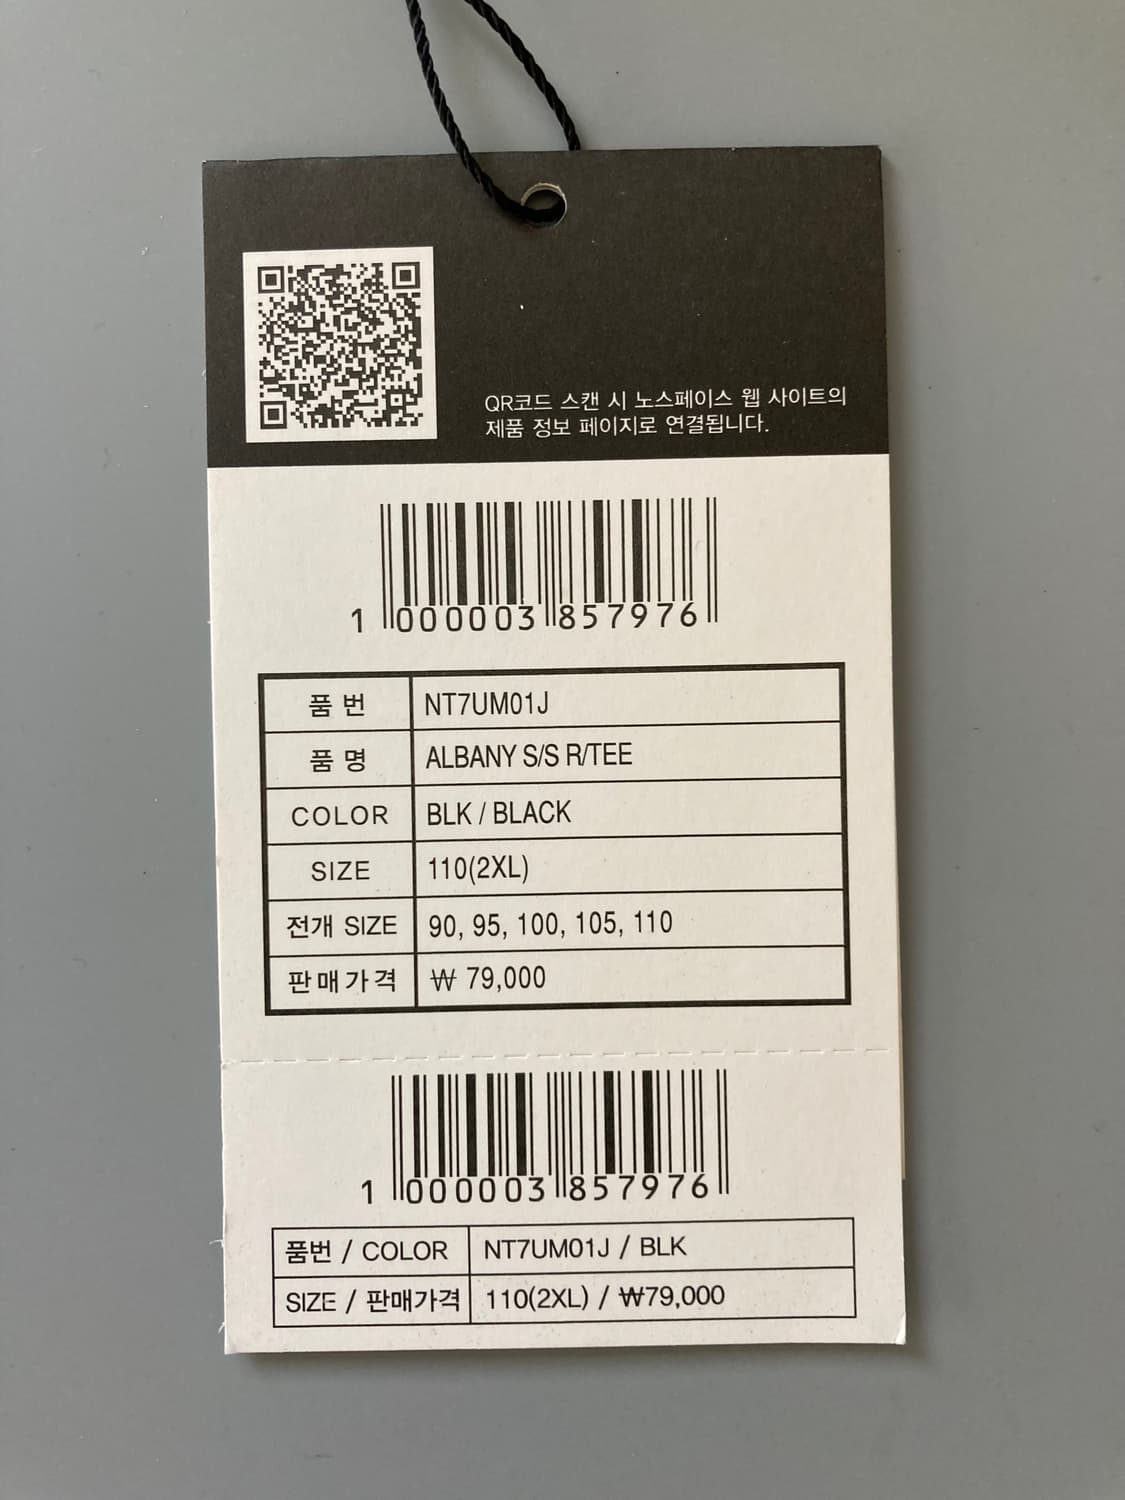 QR코드 스캔 시 노스페이스 웹 사이트의
제품 정보 페이지로 연결됩니다.
1 000003 857976
품 번 NT7UM01J
품 명 ALBANY S/S R/TEE
COLOR BLK / BLACK
SIZE 110(2XL)
전개 SIZE 90, 95, 100, 105, 110
판매가격 ₩ 79,000
1 000003 857976
품번 / COLOR NT7UM01J / BLK
SIZE / 판매가격 110(2XL) / ₩79,000